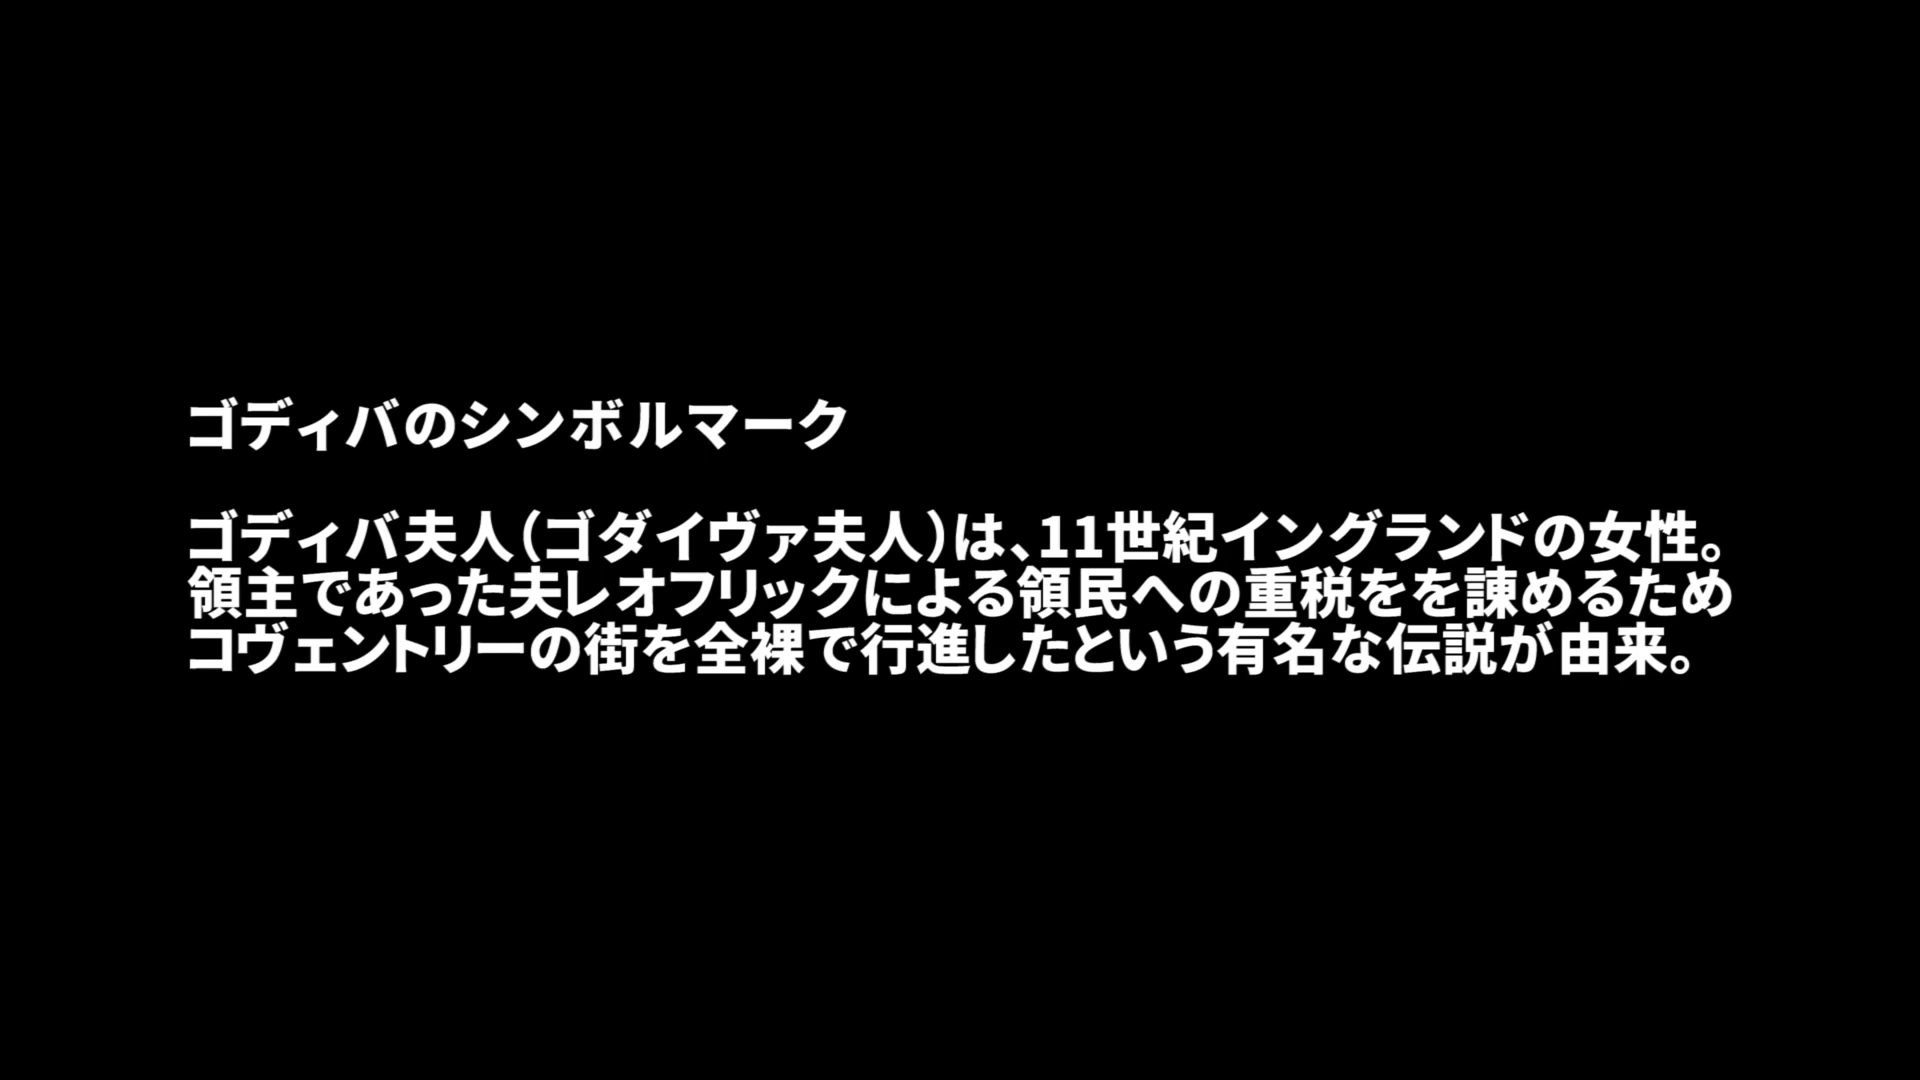 ゴディバのシンボルマーク
ゴディバ夫人(ゴダイヴァ夫人)は、11世紀イングランドの女性。
領主であった夫レオフリックによる領民への重税をを諫めるため
コヴェントリーの街を全裸で行進したという有名な伝説が由来。